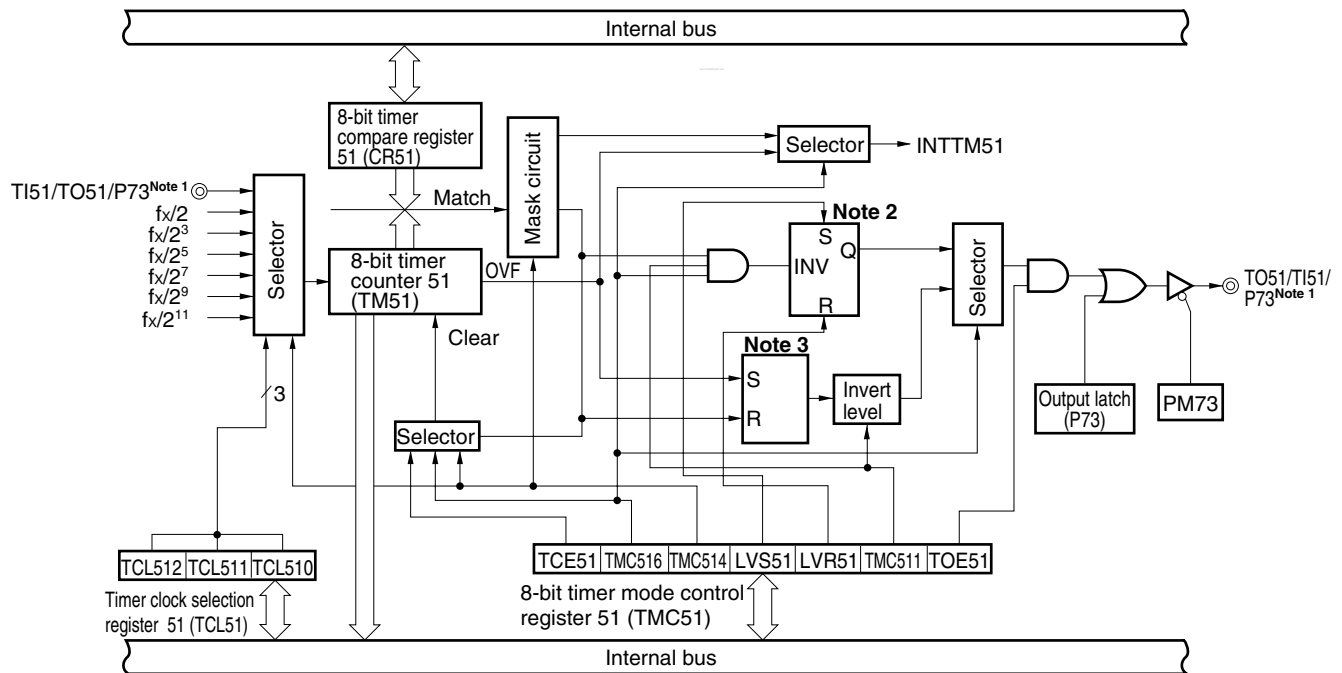 Internal bus
8-bit timer
compare register
51 (CR51)
Mask circuit
Selector
INTTM51
TI51/TO51/P73Note 1
fx/2
fx/2³
fx/2⁵
fx/2⁷
fx/2⁹
fx/2¹¹
Selector
Match
8-bit timer
counter 51
(TM51)
OVF
Clear
Note 2
S
Q
INV
R
Selector
TO51/TI51/
P73Note 1
Note 3
S
R
Invert
level
Output latch
(P73)
PM73
3
Selector
TCL512 TCL511 TCL510
Timer clock selection
register 51 (TCL51)
TCE51 TMC516 TMC514 LVS51 LVR51 TMC511 TOE51
8-bit timer mode control
register 51 (TMC51)
Internal bus